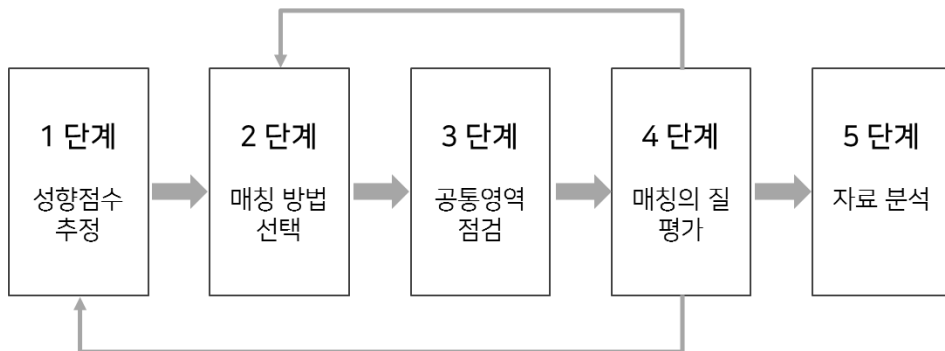 1 단계
성향점수
추정
2 단계
매칭 방법
선택
3 단계
공통영역
점검
4 단계
매칭의 질
평가
5 단계
자료 분석